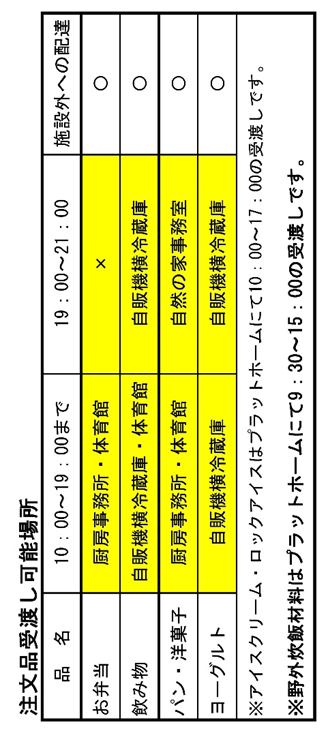 注文品受渡し可能場所
品　名　10：00～19：00まで　19：00～21：00　施設外への配達
お弁当　厨房事務所・体育館　×　○
飲み物　自販機横冷蔵庫・体育館　自販機横冷蔵庫　○
パン・洋菓子　厨房事務所・体育館　自然の家事務室　○
ヨーグルト　自販機横冷蔵庫　自販機横冷蔵庫　○
※アイスクリーム・ロックアイスはプラットホームにて10：00～17：00の受渡しです。
※野外炊飯材料はプラットホームにて9：30～15：00の受渡しです。